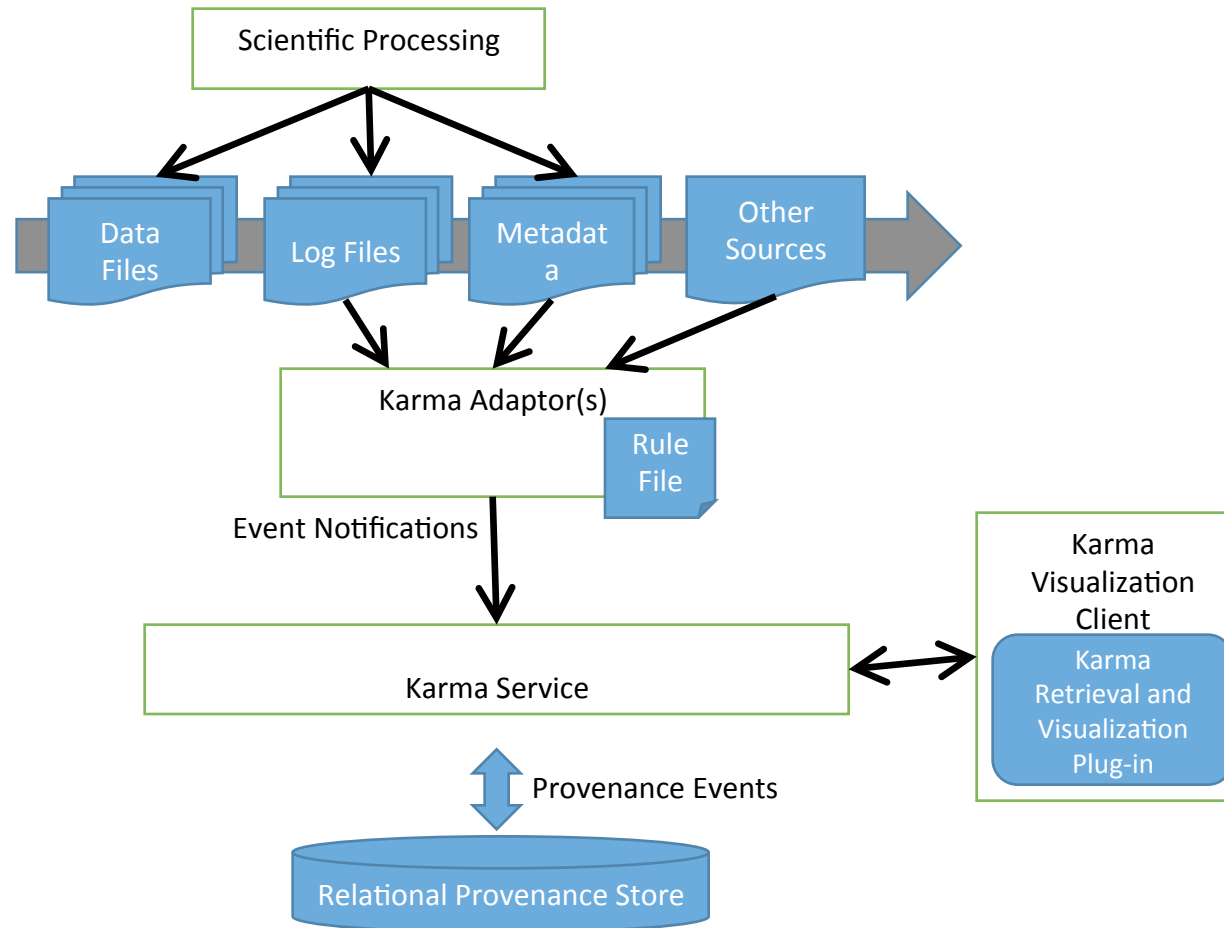 Scientific Processing
Data
Files
Log Files
Metadat
a
Other
Sources
Karma Adaptor(s)
Rule
File
Event Notifications
Karma
Visualization
Client
Karma
Retrieval and
Visualization
Plug-in
Karma Service
Provenance Events
Relational Provenance Store